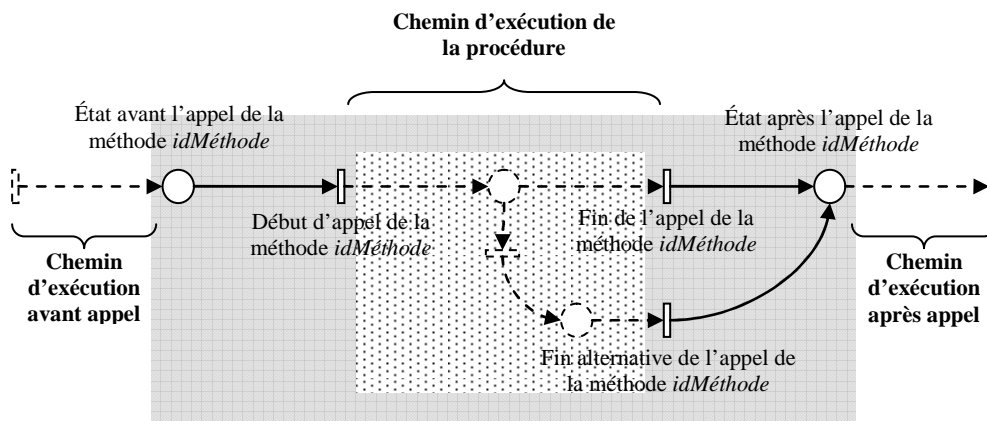 Chemin d'exécution de
la procédure
État avant l'appel de la
méthode idMéthode
État après l'appel de la
méthode idMéthode
Début d'appel de la
méthode idMéthode
Fin de l'appel de la
méthode idMéthode
Chemin
d'exécution
avant appel
Chemin
d'exécution
après appel
Fin alternative de l'appel de
la méthode idMéthode